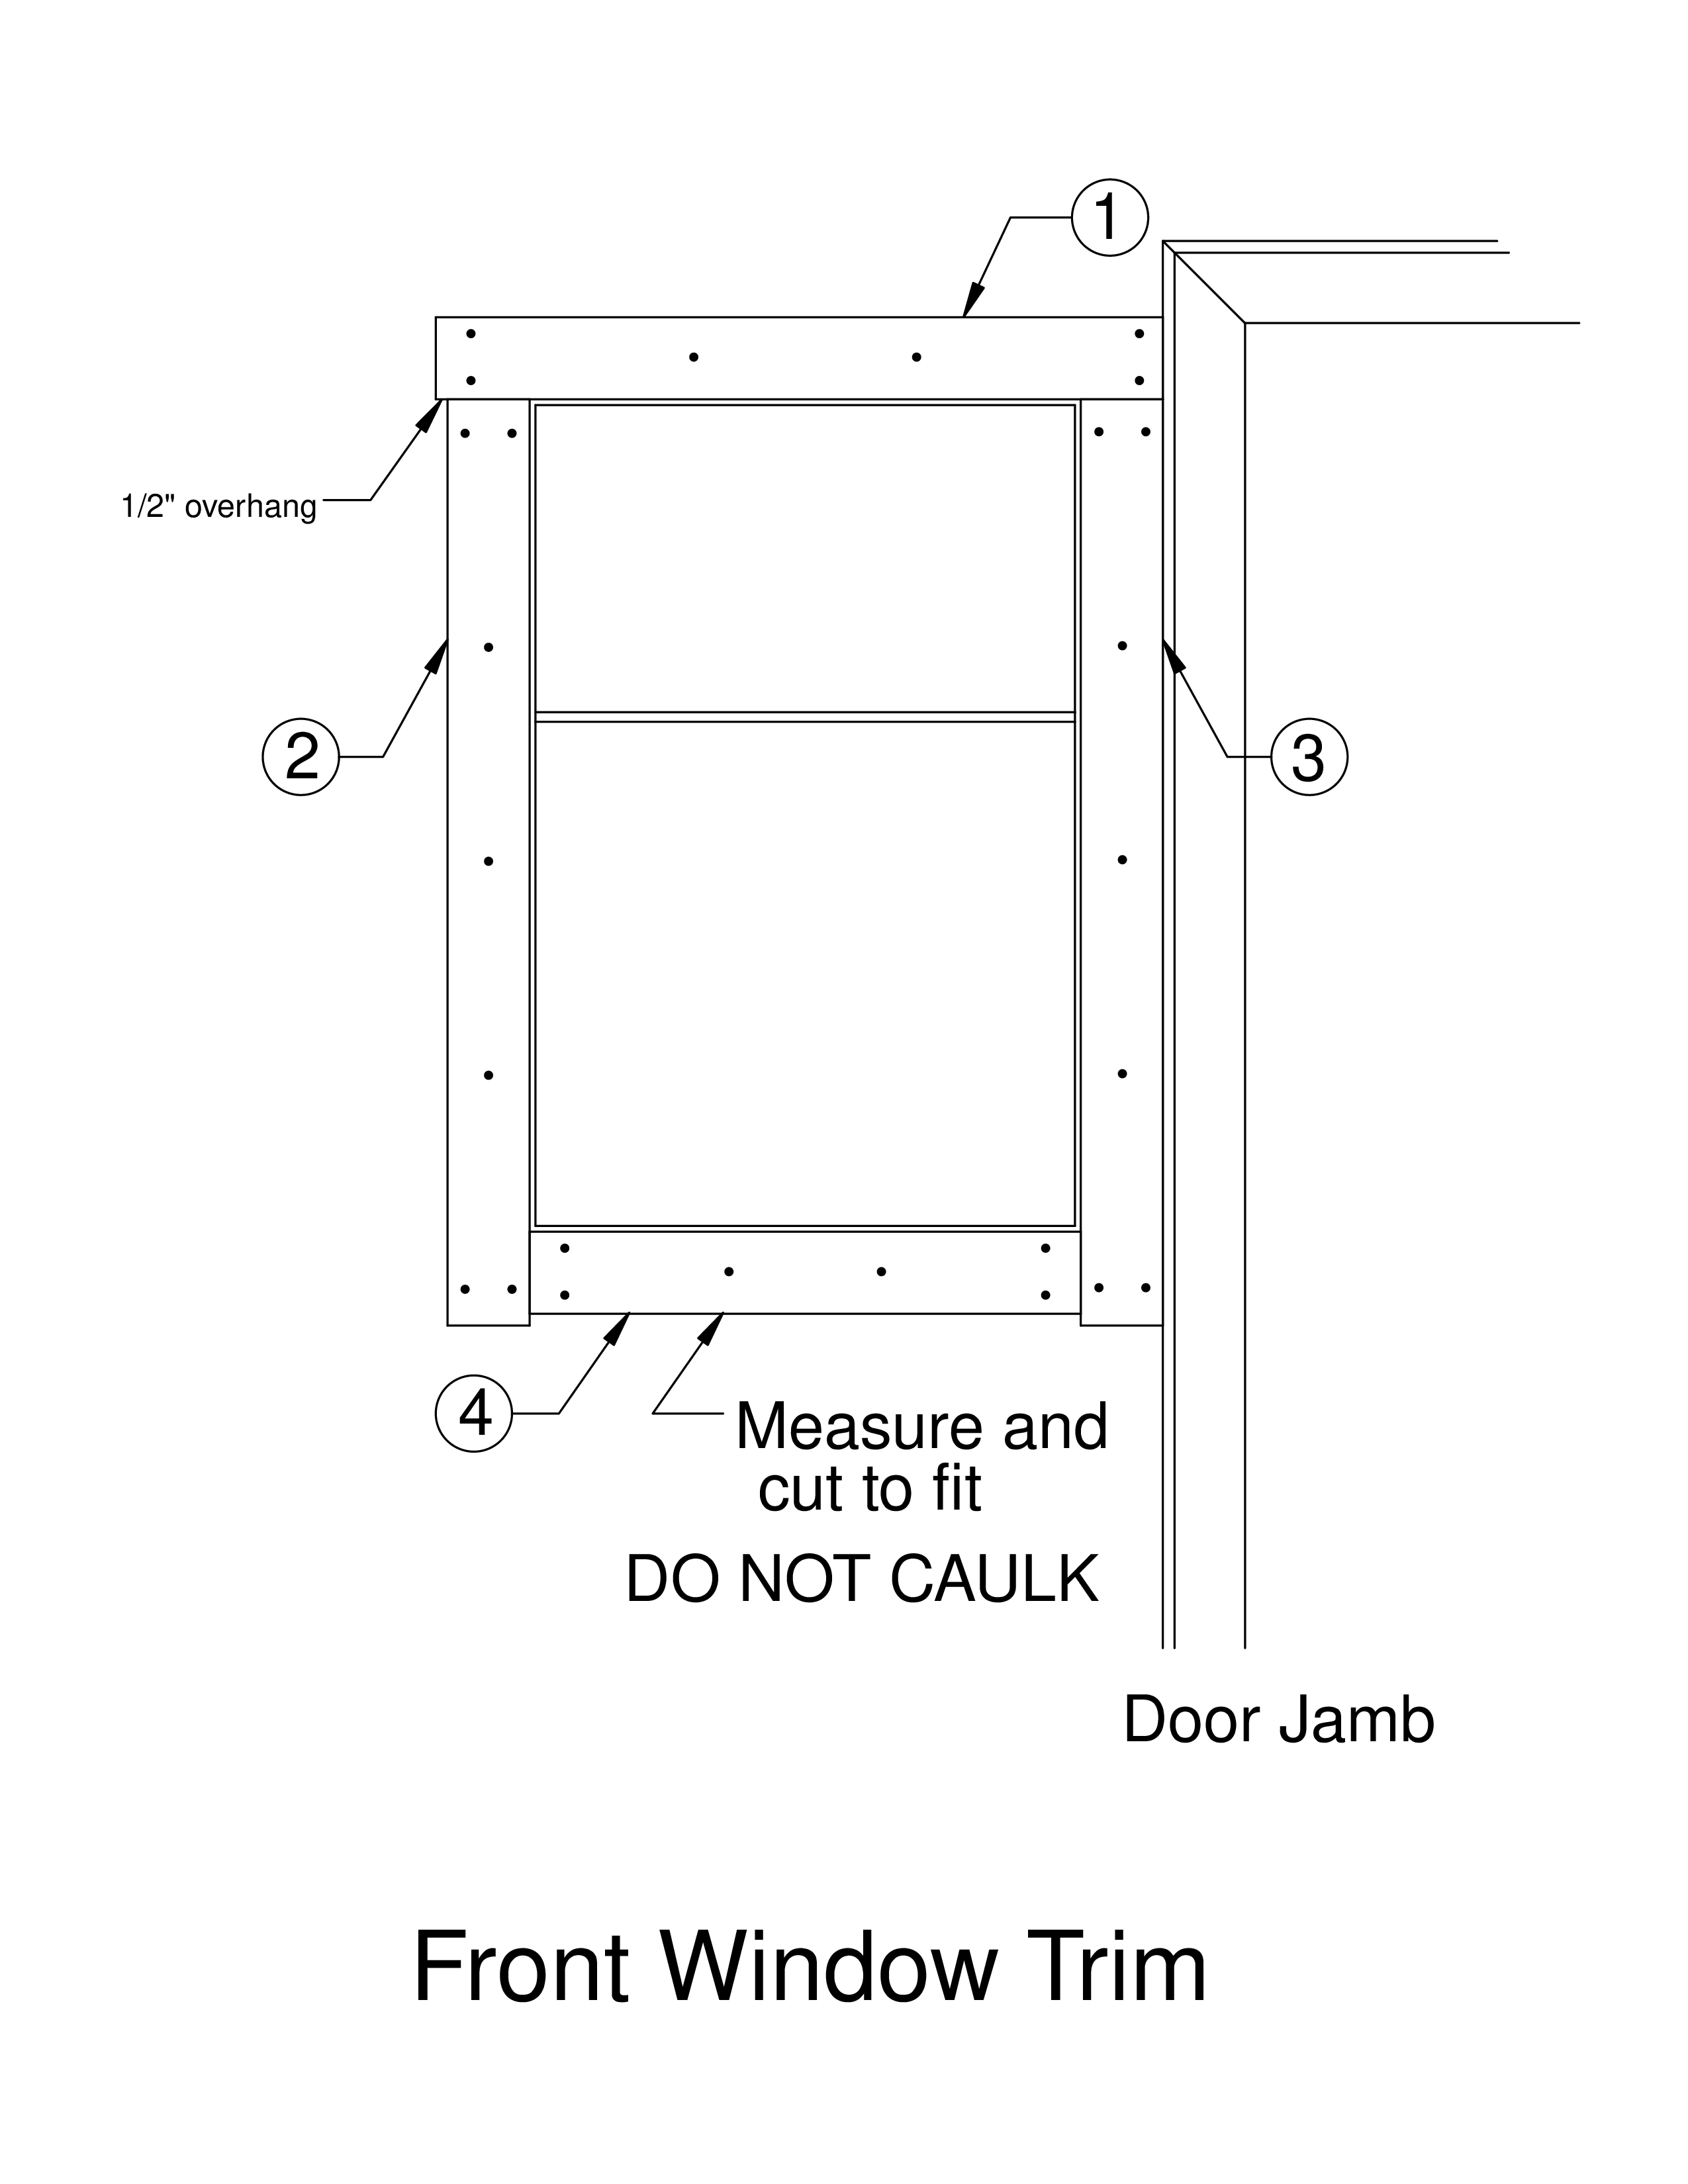 1
1/2" overhang
2
3
4
Measure and
cut to fit
DO NOT CAULK
Door Jamb
Front Window Trim